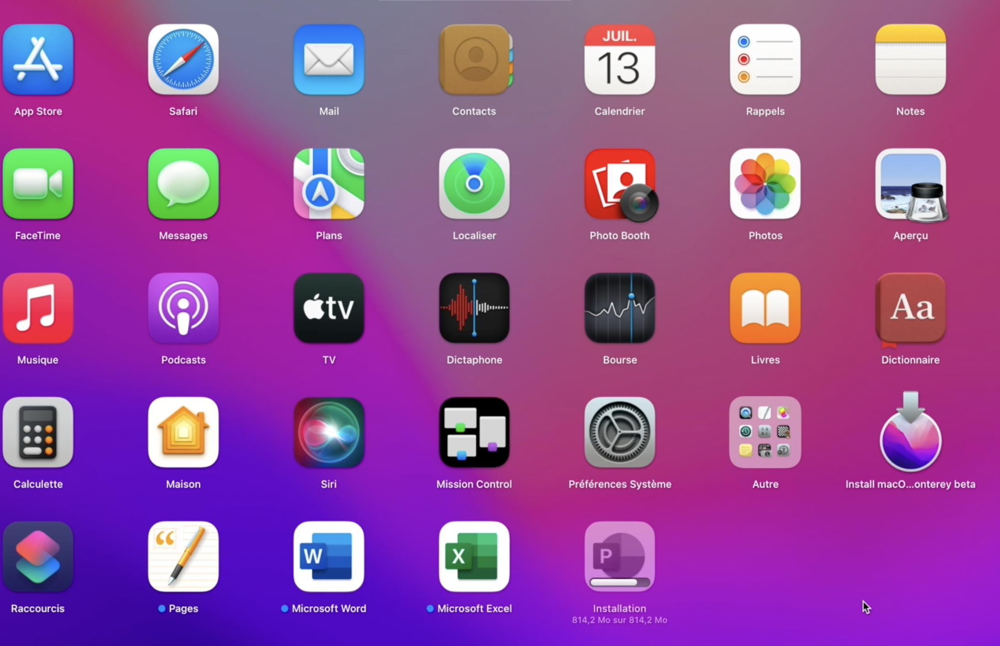 JUIL.
13
App Store
Safari
Mail
Contacts
Calendrier
Rappels
Notes
FaceTime
Messages
Plans
Localiser
Photo Booth
Photos
Aperçu
tv
Aa
Musique
Podcasts
TV
Dictaphone
Bourse
Livres
Dictionnaire
Calculette
Maison
Siri
Mission Control
Préférences Système
Autre
Install macO...onterey beta
“
W
X
P
Raccourcis
Pages
Microsoft Word
Microsoft Excel
Installation
814,2 Mo sur 814,2 Mo